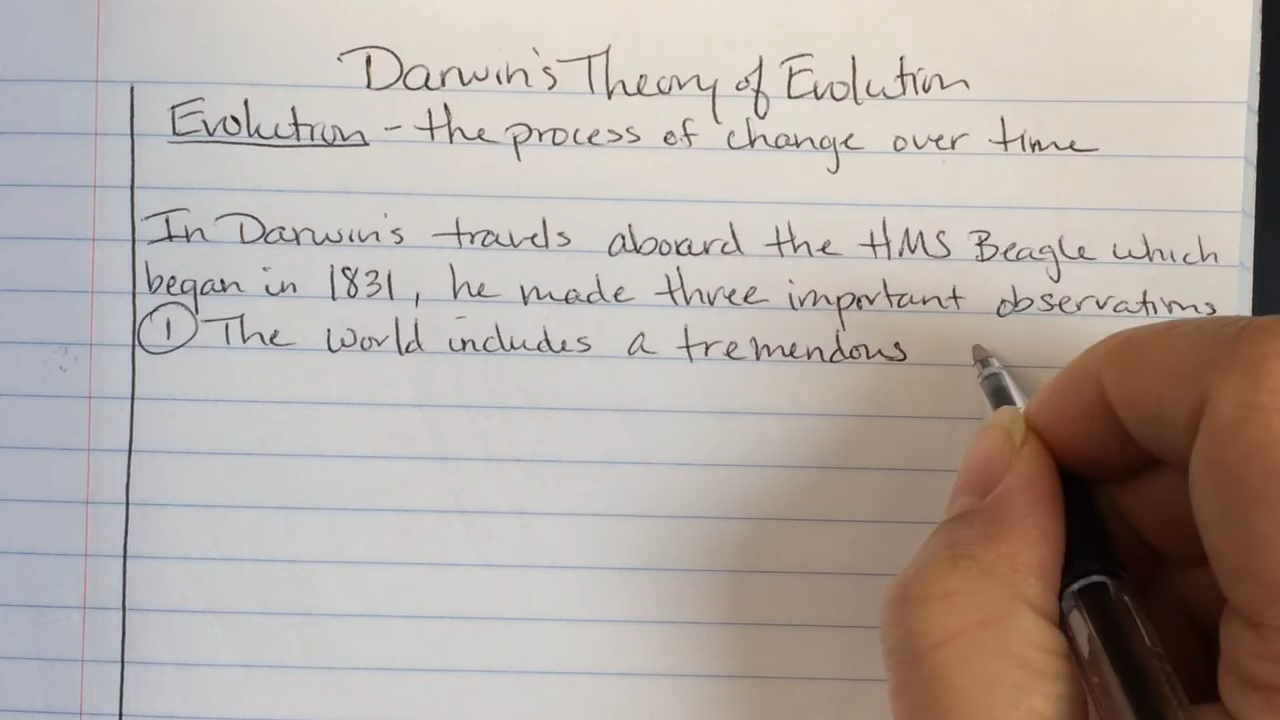 Darwin's Theory of Evolution
Evolution - the process of change over time
In Darwin's travels aboard the HMS Beagle which
began in 1831, he made three important observations
① The world includes a tremendous